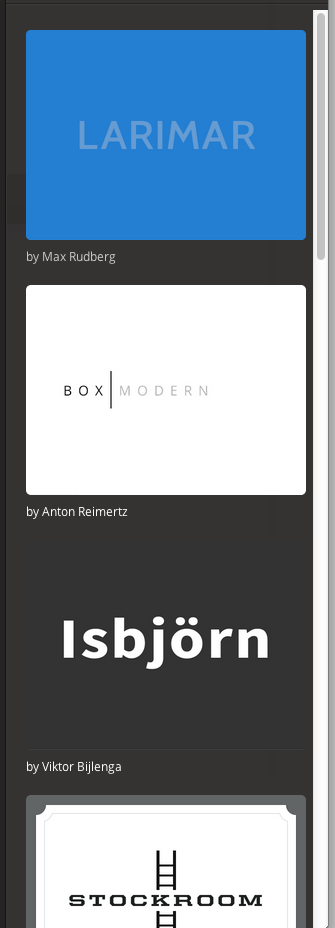 LARIMAR
by Max Rudberg
BOX MODERN
by Anton Reimertz
Isbjörn
by Viktor Bijlenga
STOCKROOM